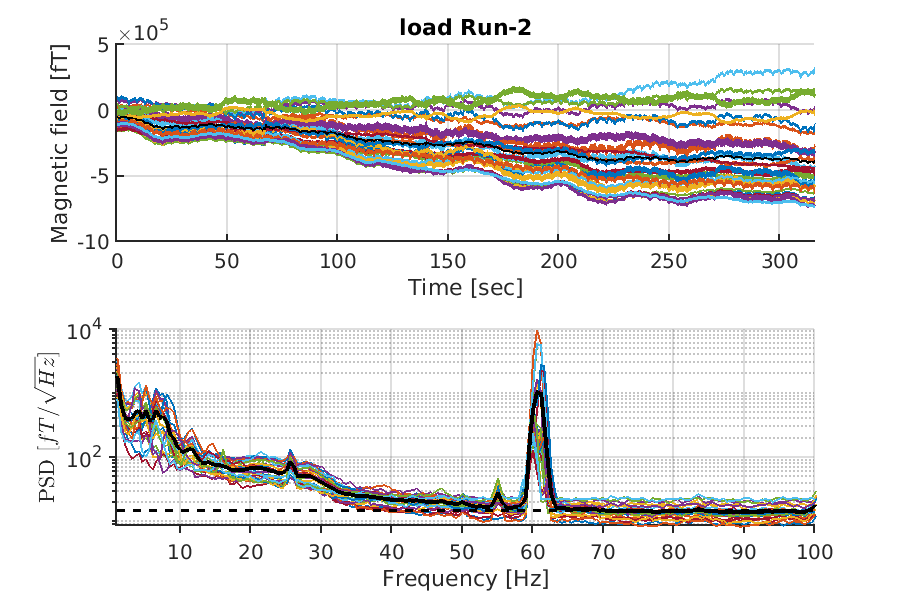 load Run-2
×10^5
Magnetic field [fT]
5
0
-5
-10
0 50 100 150 200 250 300
Time [sec]
PSD [fT/√Hz]
10^4
10^2
10 20 30 40 50 60 70 80 90 100
Frequency [Hz]